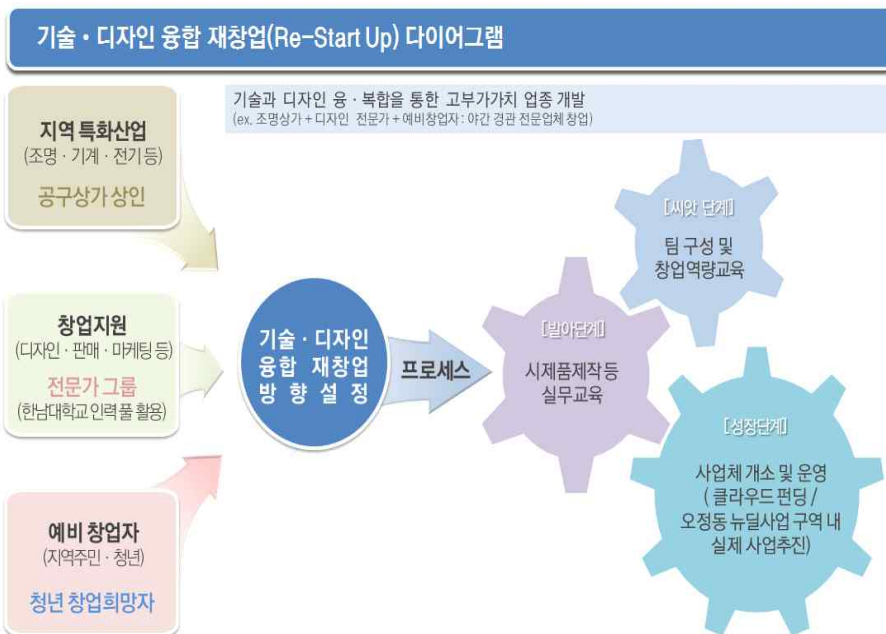 기술·디자인 융합 재창업(Re-Start Up) 다이어그램
기술과 디자인 융·복합을 통한 고부가가치 업종 개발
(ex. 조명상가 + 디자인 전문가 + 예비창업자 : 야간 경관 전문업체 창업)
지역 특화산업
(조명·기계·전기 등)
공구상가 상인
창업지원
(디자인·판매·마케팅 등)
전문가 그룹
(한남대학교 인력 풀 활용)
예비 창업자
(지역주민·청년)
청년 창업희망자
기술·디자인
융합 재창업
방향설정
프로세스
[씨앗 단계]
팀 구성 및
창업역량교육
[발아단계]
시제품제작 등
실무교육
[성장단계]
사업체 개소 및 운영
( 클라우드 펀딩 /
오정동 뉴딜사업 구역 내
실제 사업추진)